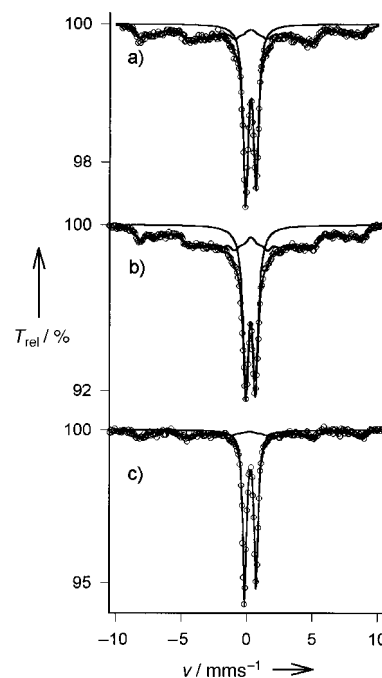 100
a)
98
100
b)
T_rel / %
92
100
c)
95
–10 –5 0 5 10
v / mms⁻¹